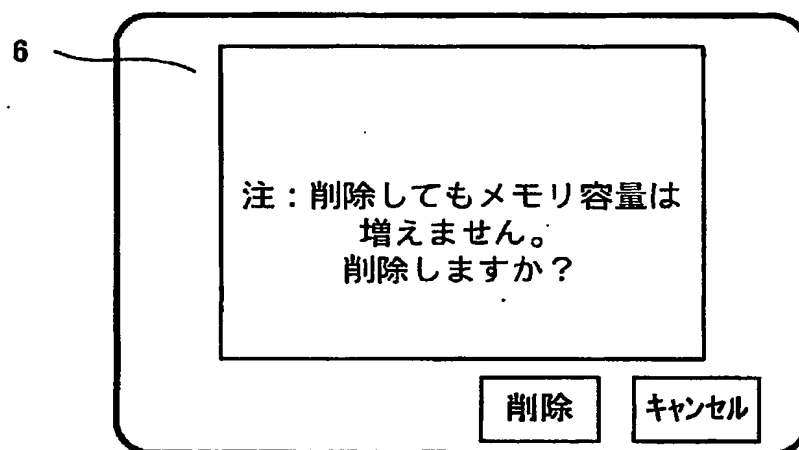 6
注：削除してもメモリ容量は
増えません。
削除しますか？
削除 キャンセル